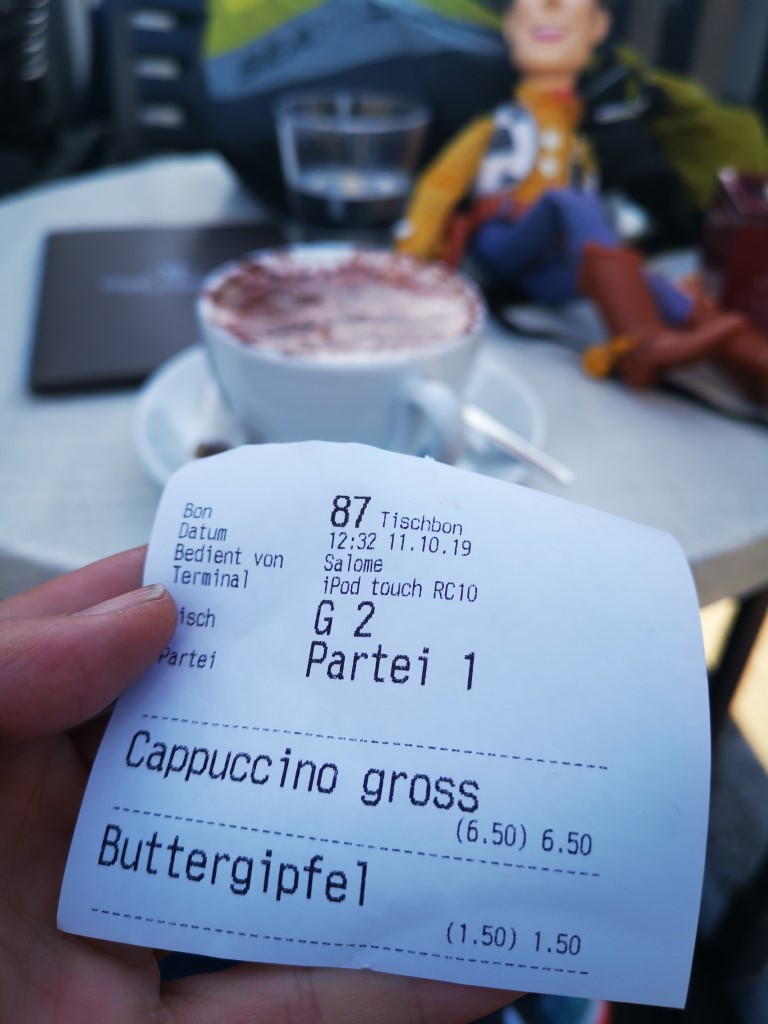 Bon 87 Tischbon
Datum 12:32 11.10.19
Bedient von Salome
Terminal iPod touch RC10
isch G 2
Partei Partei 1
Cappuccino gross
(6.50) 6.50
Buttergipfel
(1.50) 1.50